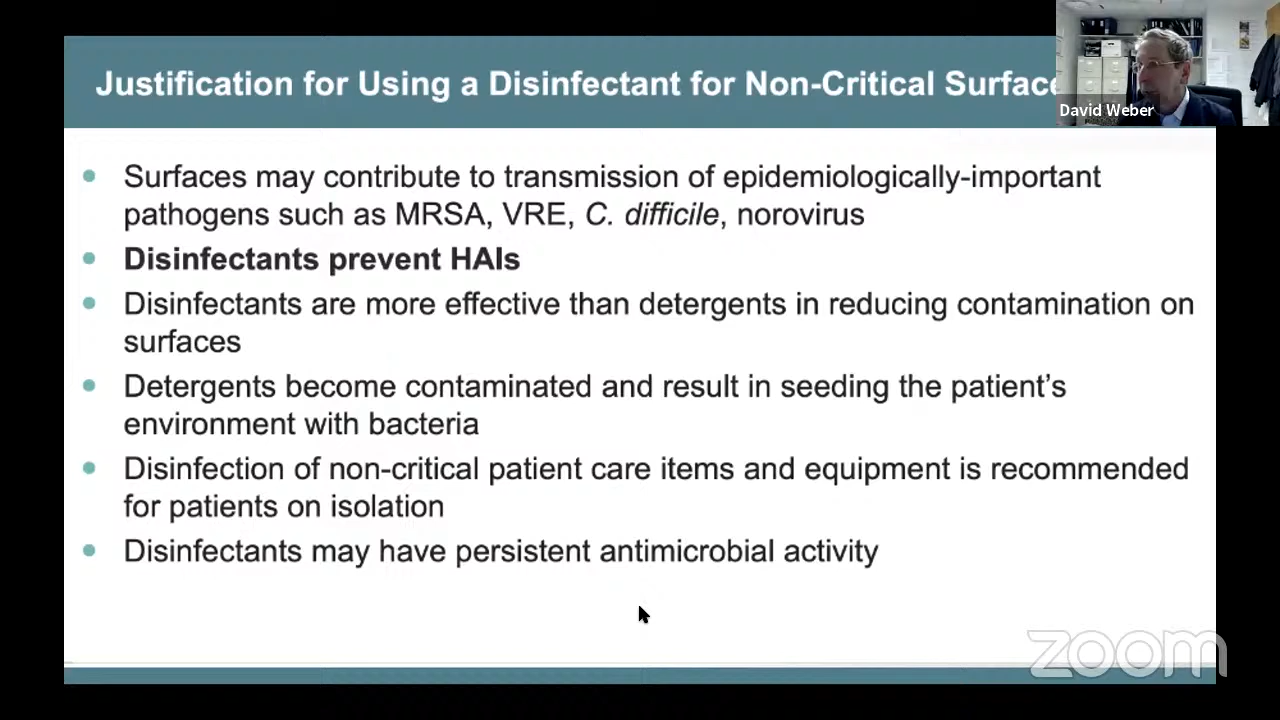 Justification for Using a Disinfectant for Non-Critical Surface
David Weber
Surfaces may contribute to transmission of epidemiologically-important
pathogens such as MRSA, VRE, C. difficile, norovirus
Disinfectants prevent HAIs
Disinfectants are more effective than detergents in reducing contamination on
surfaces
Detergents become contaminated and result in seeding the patient's
environment with bacteria
Disinfection of non-critical patient care items and equipment is recommended
for patients on isolation
Disinfectants may have persistent antimicrobial activity
zoom